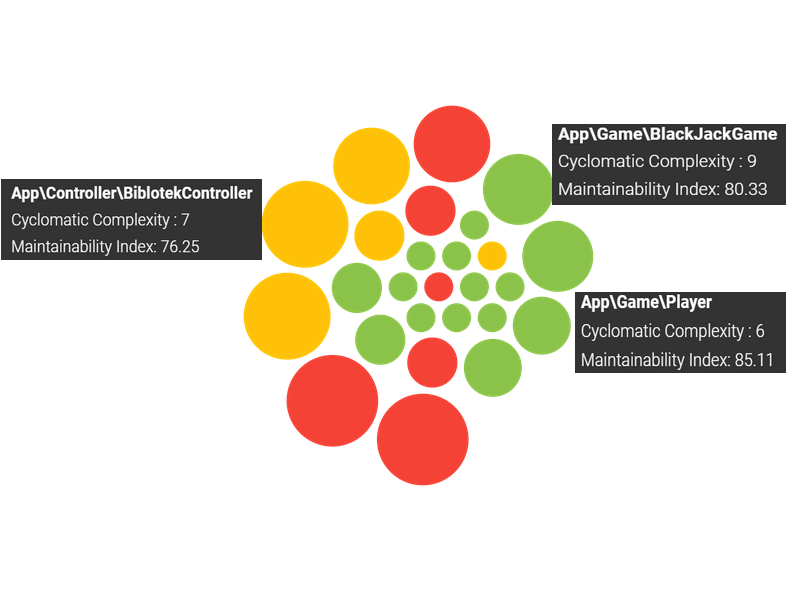 App\Game\BlackJackGame
Cyclomatic Complexity : 9
Maintainability Index: 80.33
App\Controller\BiblotekController
Cyclomatic Complexity : 7
Maintainability Index: 76.25
App\Game\Player
Cyclomatic Complexity : 6
Maintainability Index: 85.11